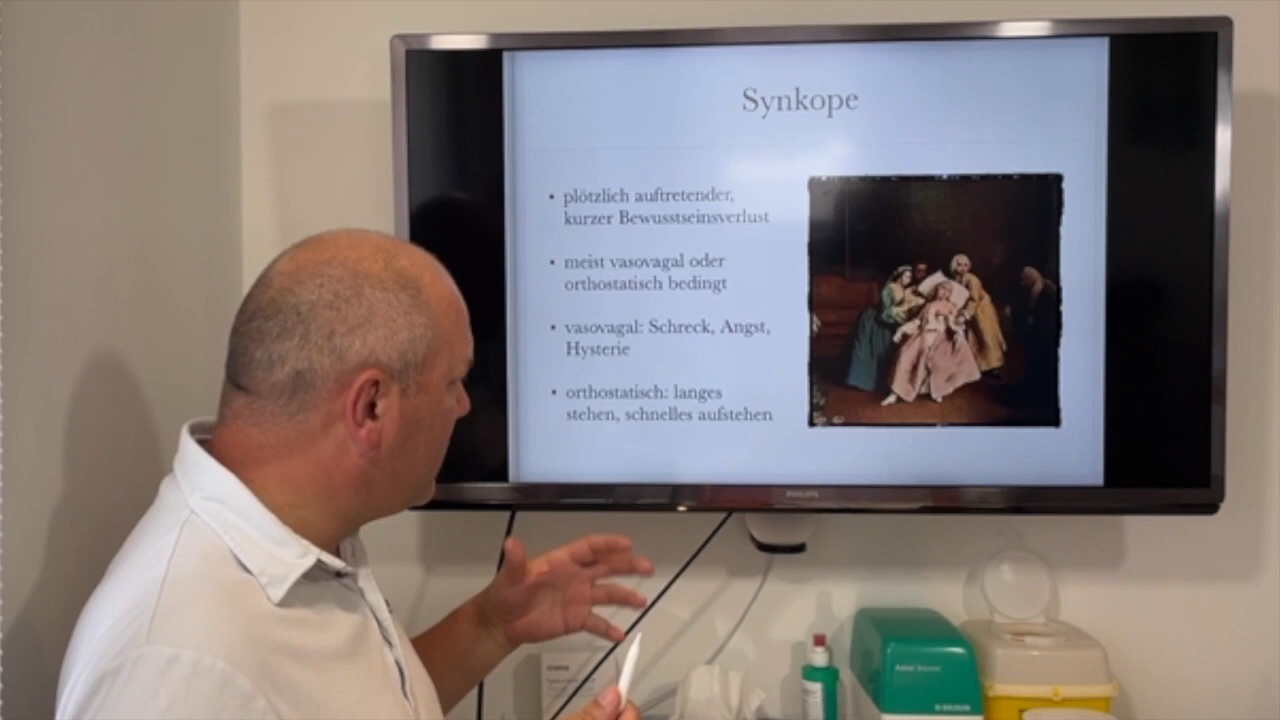 Synkope
• plötzlich auftretender,
kurzer Bewusstseinsverlust
• meist vasovagal oder
orthostatisch bedingt
• vasovagal: Schreck, Angst,
Hysterie
• orthostatisch: langes
stehen, schnelles aufstehen
PHILIPS